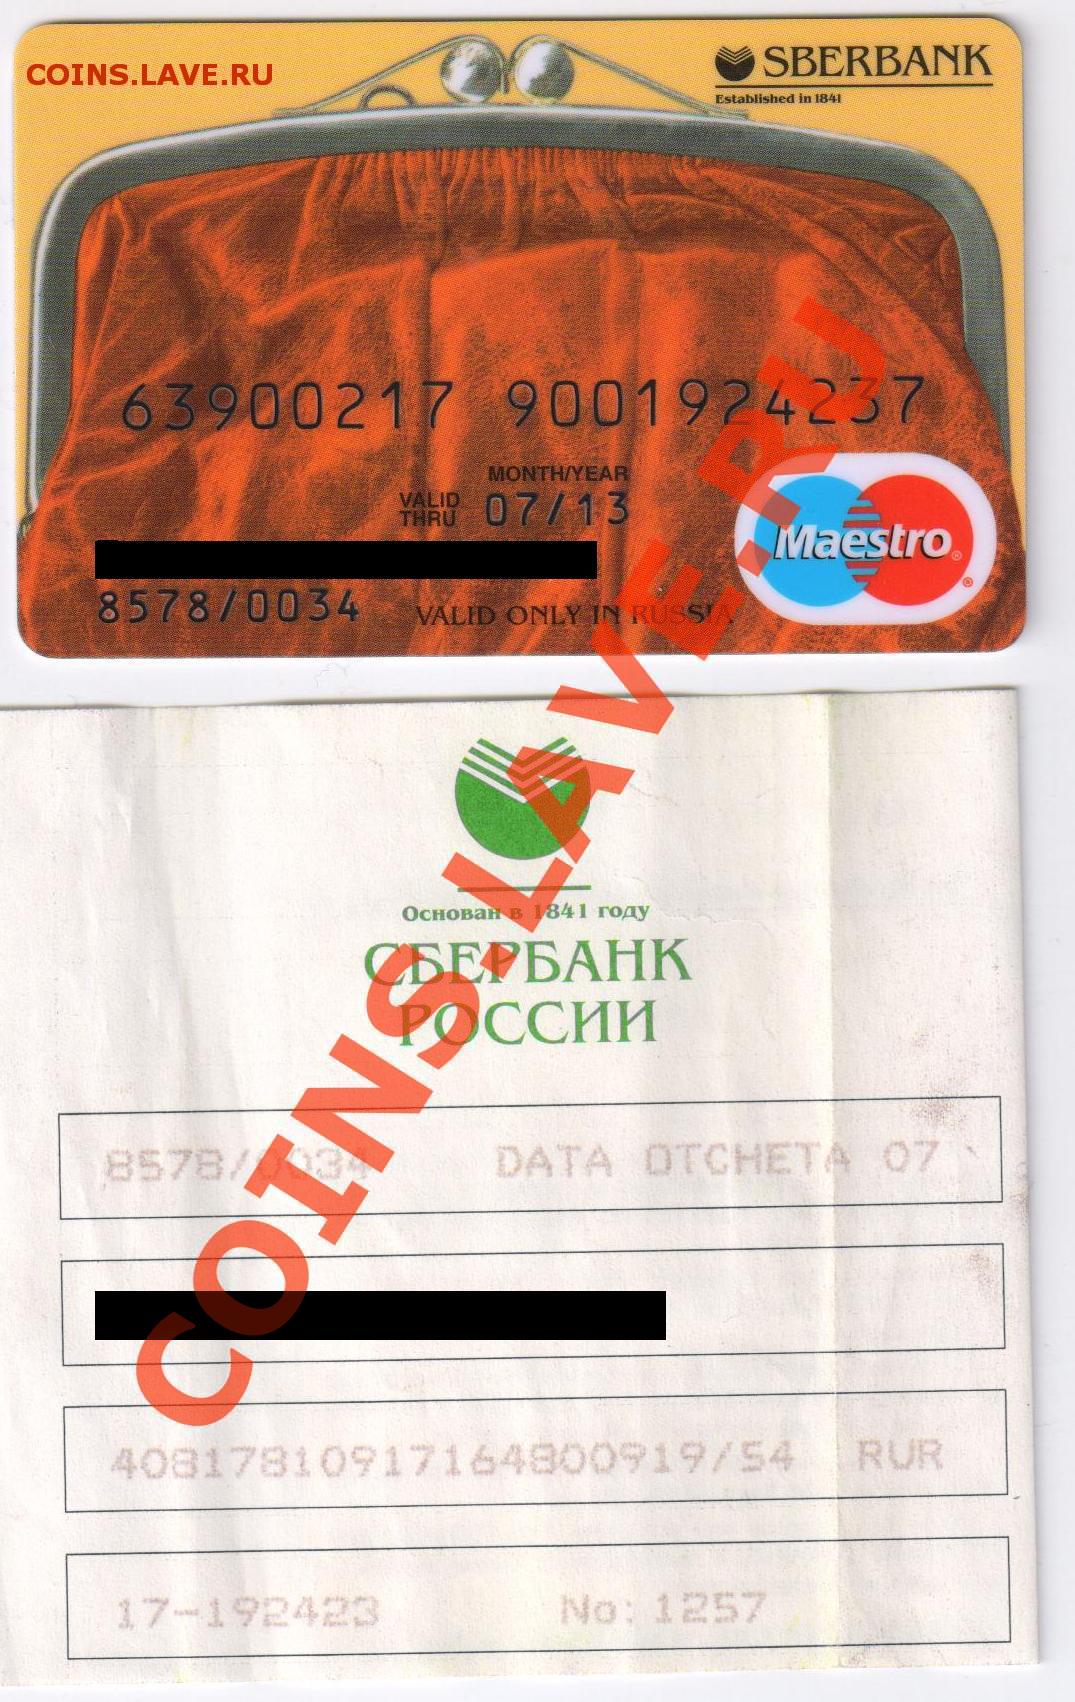 COINS.LAVE.RU
SBERBANK
Established in 1841
63900217 9001924237
MONTH/YEAR
VALID THRU 07/13
8578/0034 VALID ONLY IN RUSSIA
Maestro
COINS.LAVE.RU
Основан в 1841 году
СБЕРБАНК
РОССИИ
8578/0034 DATA OTCHETA 07
40817810917164800919/54 RUR
17-192423 No: 1257